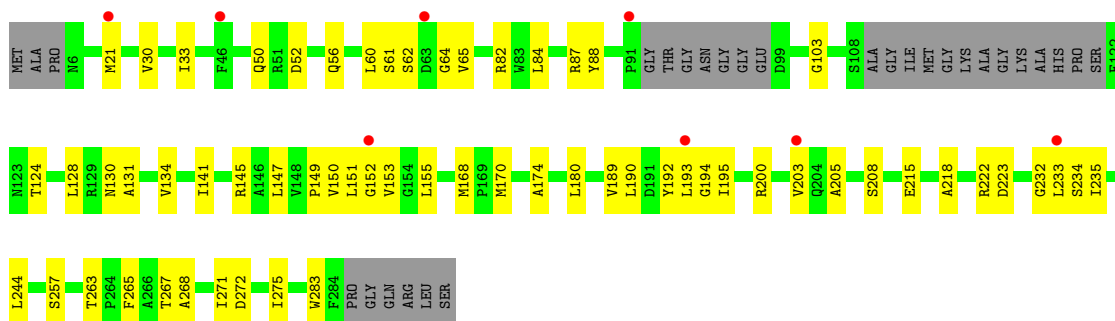 MET ALA PRO N6 M21 V30 I33 F46 Q50 R51 D52 Q56 L60 S61 S62 D63 G64 V65 R82 W83 L84 R87 Y88 P91 GLY THR GLY ASN GLY GLY GLU D99 G103 S108 ALA GLY ILE MET GLY LYS ALA GLY LYS ALA HIS PRO SER E122
N123 T124 L128 R129 N130 A131 V134 I141 R145 A146 L147 V148 P149 V150 L151 G152 V153 G154 L155 M168 P169 M170 A174 L180 V189 L190 D191 Y192 L193 G194 I195 R200 V203 Q204 A205 S208 E215 A218 R222 D223 G232 L233 S234 I235
L244 S257 T263 P264 F265 A266 T267 A268 I271 D272 I275 W283 F284 PRO GLY GLN ARG LEU SER